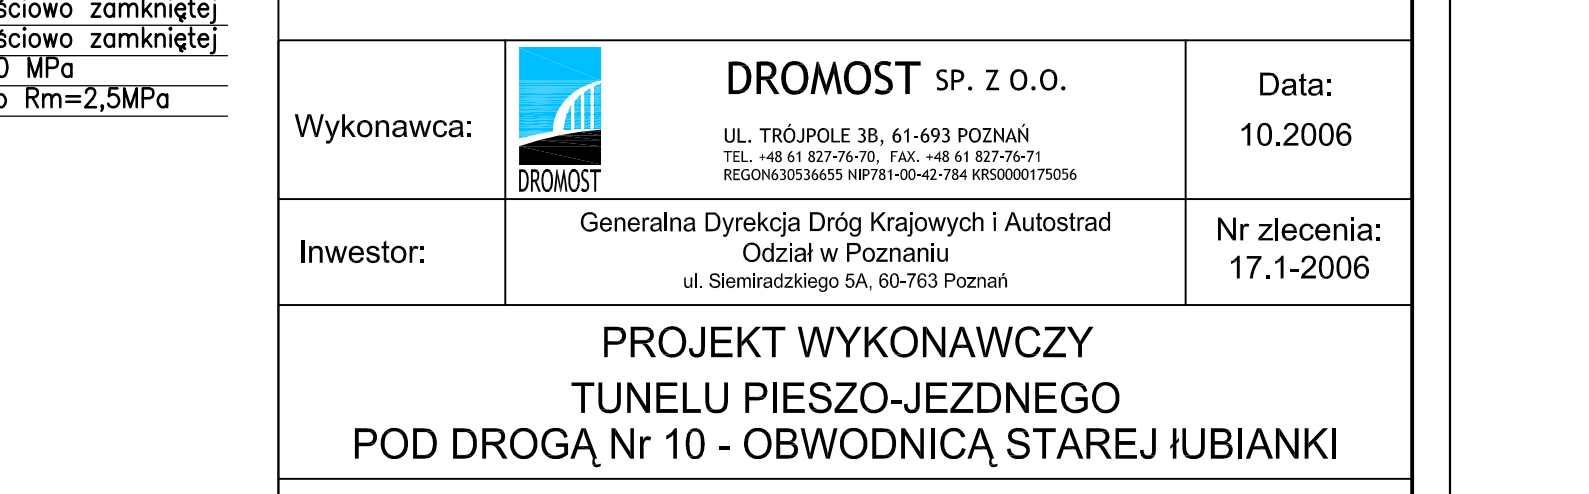 zamkniętej
zamkniętej
MPa
Rm=2,5MPa
Wykonawca:
DROMOST
DROMOST SP. Z O.O.
UL. TRÓJPOLE 3B, 61-693 POZNAŃ
TEL. +48 61 827-76-70, FAX. +48 61 827-76-71
REGON630536655 NIP781-00-42-784 KRS0000175056
Data:
10.2006
Inwestor:
Generalna Dyrekcja Dróg Krajowych i Autostrad
Odział w Poznaniu
ul. Siemiradzkiego 5A, 60-763 Poznań
Nr zlecenia:
17.1-2006
PROJEKT WYKONAWCZY
TUNELU PIESZO-JEZDNEGO
POD DROGĄ Nr 10 - OBWODNICĄ STAREJ łUBIANKI